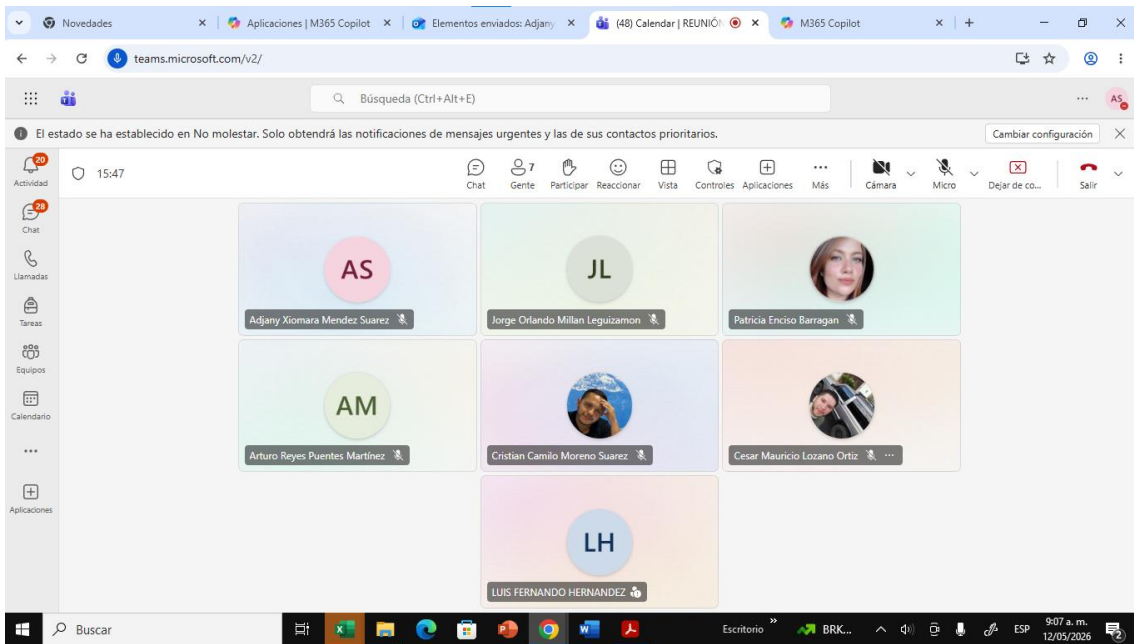 Novedades
Aplicaciones | M365 Copilot
Elementos enviados: Adjany
(48) Calendar | REUNIÓN
M365 Copilot
teams.microsoft.com/v2/
Búsqueda (Ctrl+Alt+E)
AS
El estado se ha establecido en No molestar. Solo obtendrá las notificaciones de mensajes urgentes y las de sus contactos prioritarios.
Cambiar configuración
20
Actividad
28
Chat
Llamadas
Tareas
Equipos
Calendario
Aplicaciones
15:47
Chat
7
Gente
Participar
Reaccionar
Vista
Controles
Aplicaciones
Más
Cámara
Micro
Dejar de co...
Salir
AS
Adjany Xiomara Mendez Suarez
JL
Jorge Orlando Millan Leguizamon
Patricia Enciso Barragan
AM
Arturo Reyes Puentes Martínez
Cristian Camilo Moreno Suarez
Cesar Mauricio Lozano Ortiz
LH
LUIS FERNANDO HERNANDEZ
Buscar
Escritorio
BRK...
ESP
9:07 a. m.
12/05/2026
2